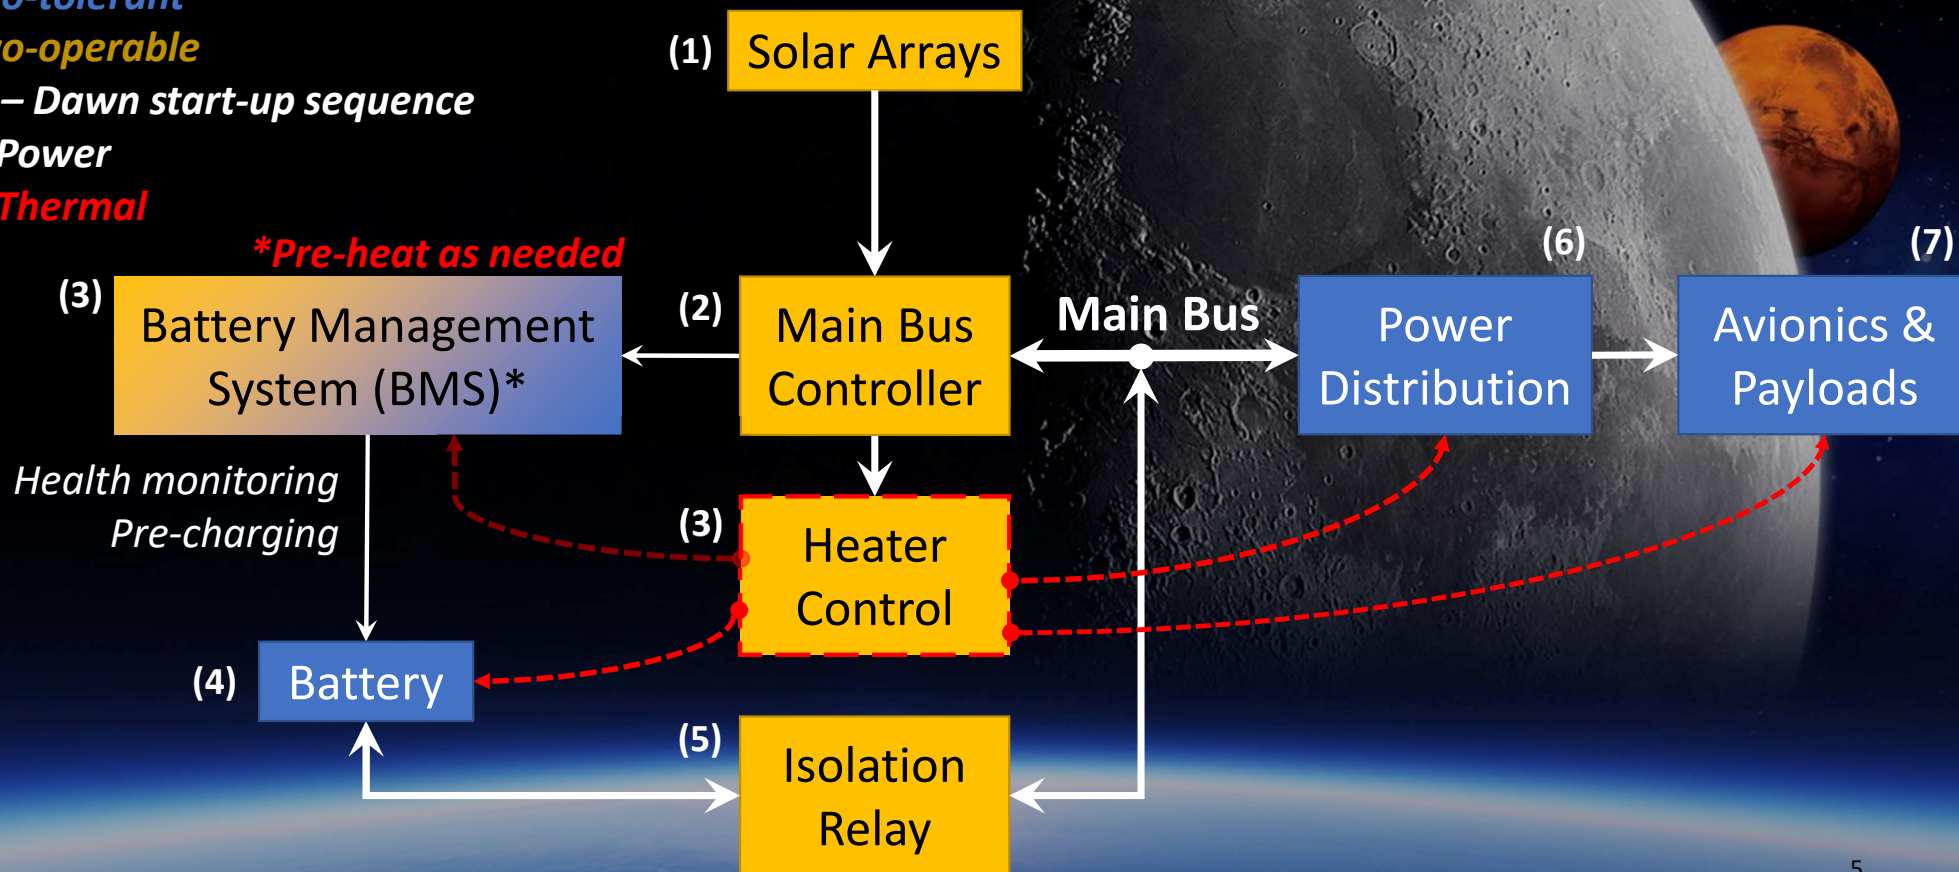 o-tolerant
o-operable
– Dawn start-up sequence
Power
Thermal
*Pre-heat as needed
(1)
Solar Arrays
(3)
Battery Management
System (BMS)*
(2)
Main Bus
Controller
Main Bus
(6)
Power
Distribution
(7)
Avionics &
Payloads
Health monitoring
Pre-charging
(3)
Heater
Control
(4)
Battery
(5)
Isolation
Relay
5